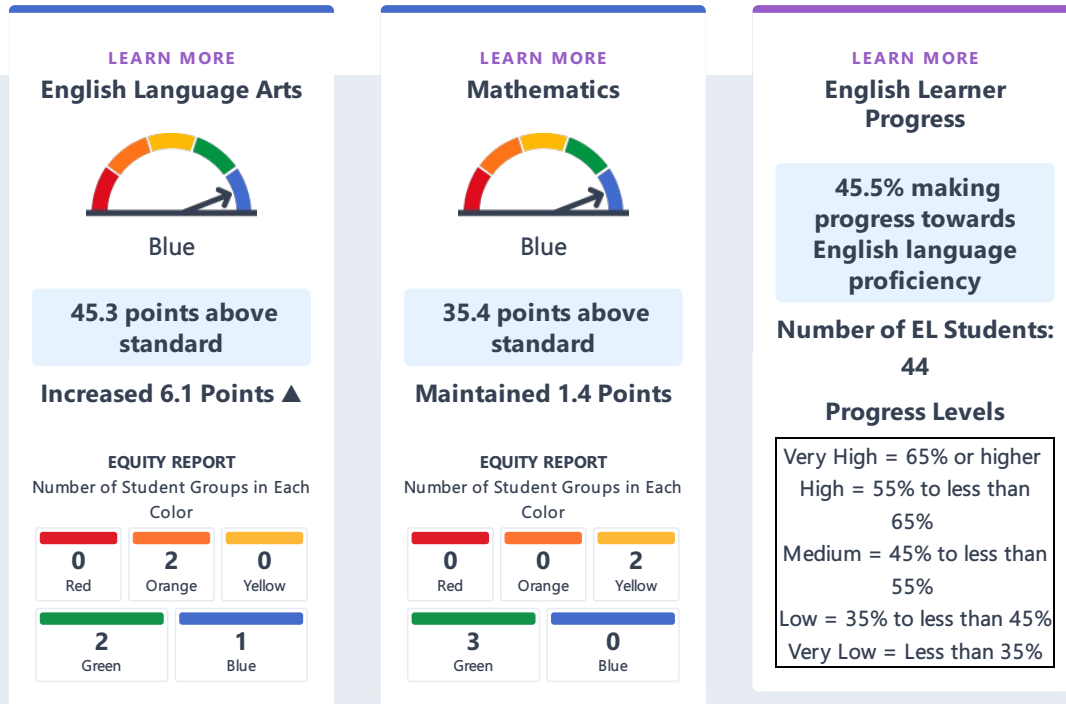 LEARN MORE
English Language Arts
Blue
45.3 points above
standard
Increased 6.1 Points ▲
EQUITY REPORT
Number of Student Groups in Each
Color
0
Red
2
Orange
0
Yellow
2
Green
1
Blue
LEARN MORE
Mathematics
Blue
35.4 points above
standard
Maintained 1.4 Points
EQUITY REPORT
Number of Student Groups in Each
Color
0
Red
0
Orange
2
Yellow
3
Green
0
Blue
LEARN MORE
English Learner
Progress
45.5% making
progress towards
English language
proficiency
Number of EL Students:
44
Progress Levels
Very High = 65% or higher
High = 55% to less than
65%
Medium = 45% to less than
55%
Low = 35% to less than 45%
Very Low = Less than 35%